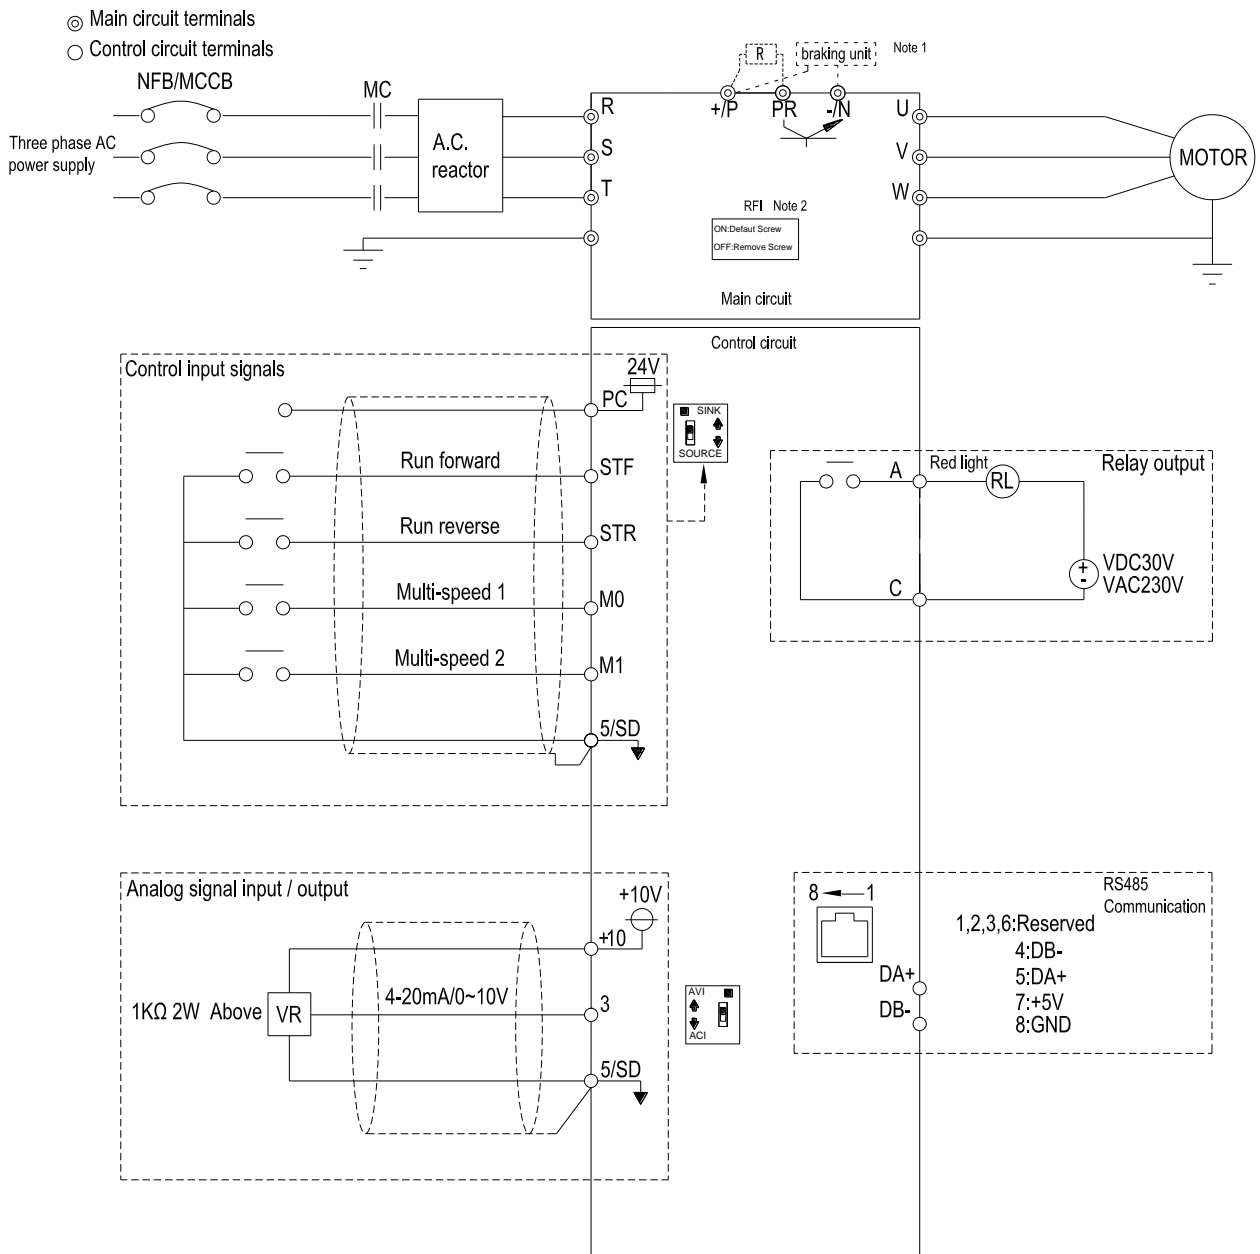 Main circuit terminals
Control circuit terminals
NFB/MCCB
MC
Three phase AC
power supply
A.C.
reactor
R
S
T
R
braking unit
Note 1
+/P
PR
-/N
U
V
W
MOTOR
RFI Note 2
ON:Defaut Screw
OFF:Remove Screw
Main circuit
Control circuit
Control input signals
24V
PC
SINK
SOURCE
Run forward
STF
Run reverse
STR
Multi-speed 1
M0
Multi-speed 2
M1
5/SD
Relay output
A
Red light
RL
C
+
-
VDC30V
VAC230V
Analog signal input / output
+10V
+10
4-20mA/0~10V
3
1KΩ 2W Above
VR
5/SD
AVI
ACI
RS485
Communication
8
1
1,2,3,6:Reserved
4:DB-
5:DA+
7:+5V
8:GND
DA+
DB-